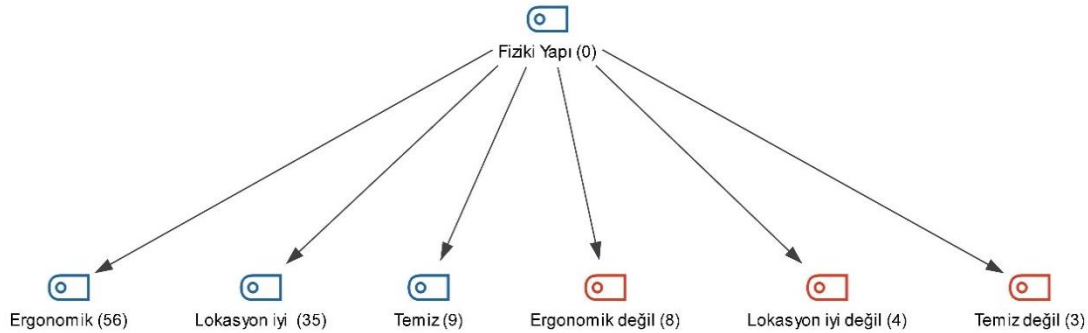 Fiziki Yapı (0)
Ergonomik (56)
Lokasyon iyi (35)
Temiz (9)
Ergonomik değil (8)
Lokasyon iyi değil (4)
Temiz değil (3)